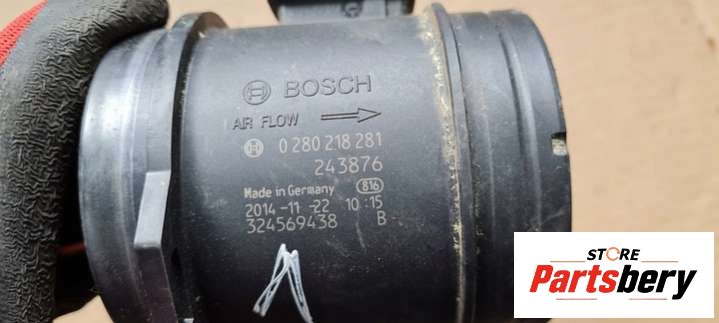 BOSCH
AIR FLOW
0 280 218 281
243876
Made in Germany 816
2014-11-22 10:15
324569438 B
STORE
Partsbery